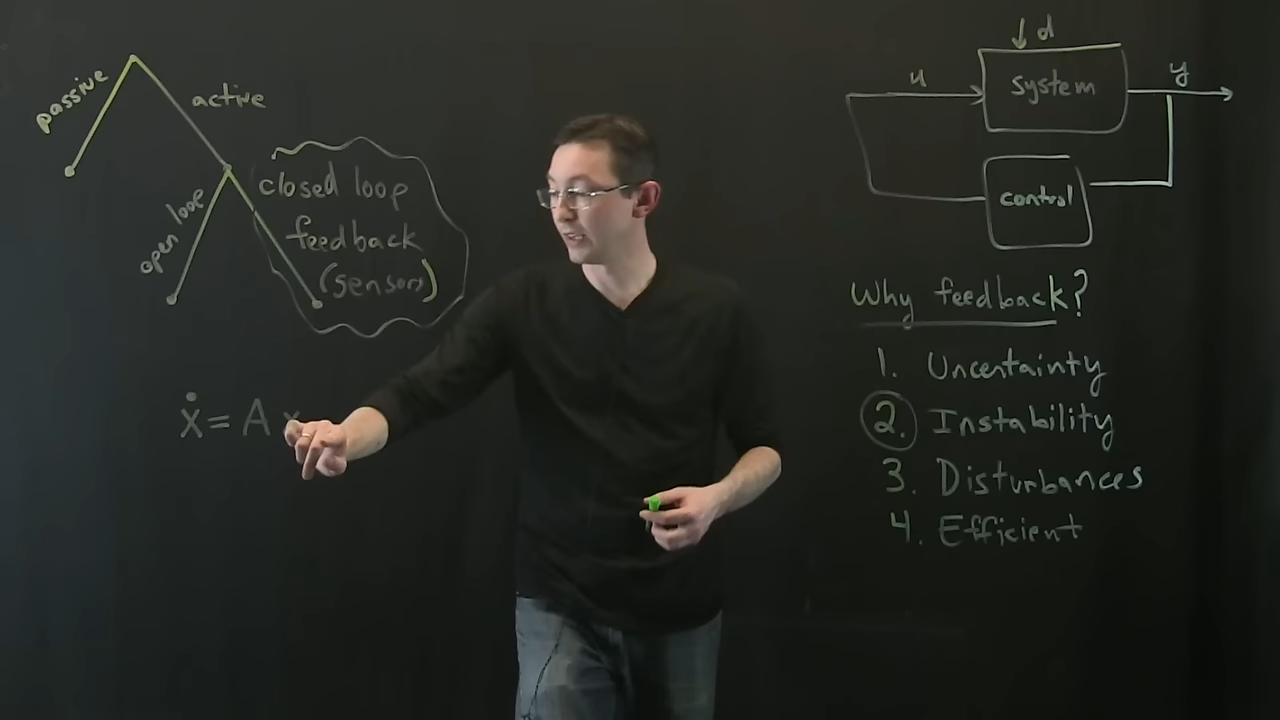 passive
active
open loop
closed loop
feedback
(sensors)
ẋ = A x
d
u
system
y
control
Why feedback?
1. Uncertainty
2. Instability
3. Disturbances
4. Efficient